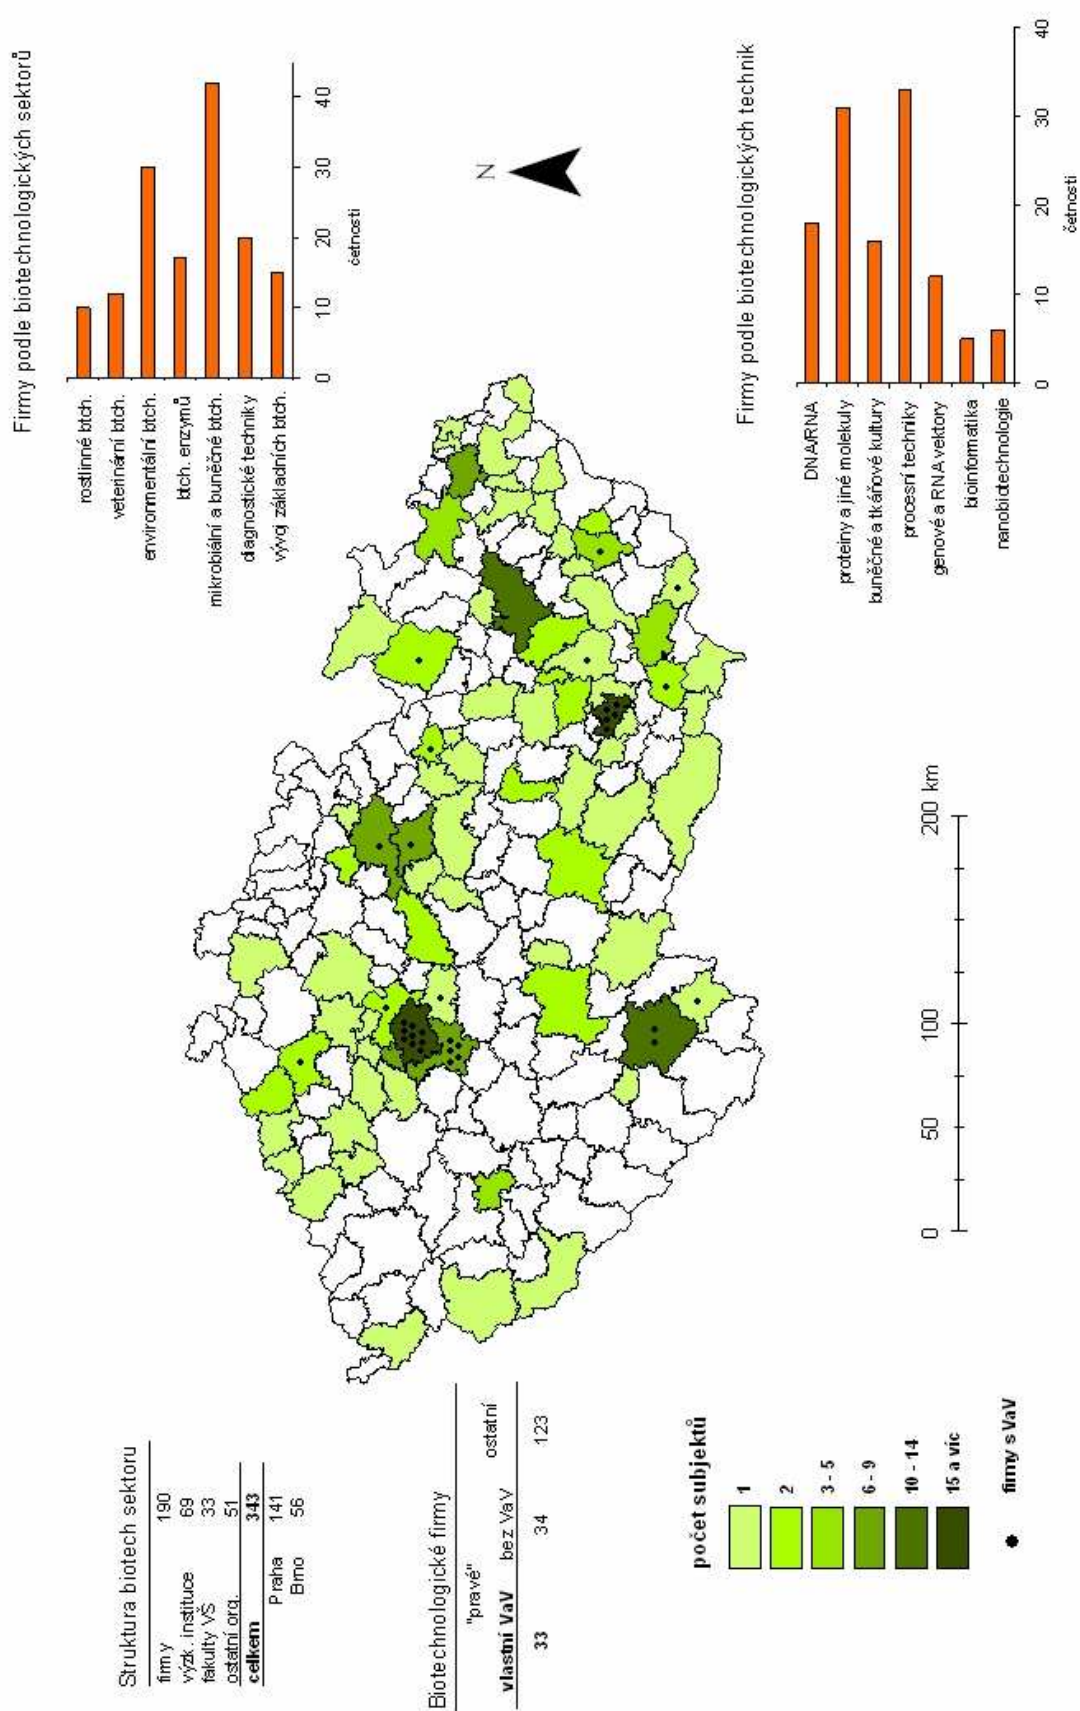 Struktura biotech sektoru
firmy 190
výzk. instituce 69
fakulty VŠ 33
ostatní org. 51
celkem 343
Praha 141
Brno 56
Biotechnologické firmy
"pravé" ostatní
vlastní VaV bez VaV
33 34 123
počet subjektů
1
2
3 - 5
6 - 9
10 - 14
15 a víc
firmy s VaV
0 50 100 200 km
N
Firmy podle biotechnologických sektorů
rostlinné btch.
veterinární btch.
environmentální btch.
btch. enzymů
mikrobiální a buněčné btch.
diagnostické techniky
vývoj základních btch.
0 10 20 30 40
četnosti
Firmy podle biotechnologických technik
DNA/RNA
proteiny a jiné molekuly
buněčné a tkáňové kultury
procesní techniky
genové a RNA vektory
bioinformatika
nanobiotechnologie
0 10 20 30 40
četnosti